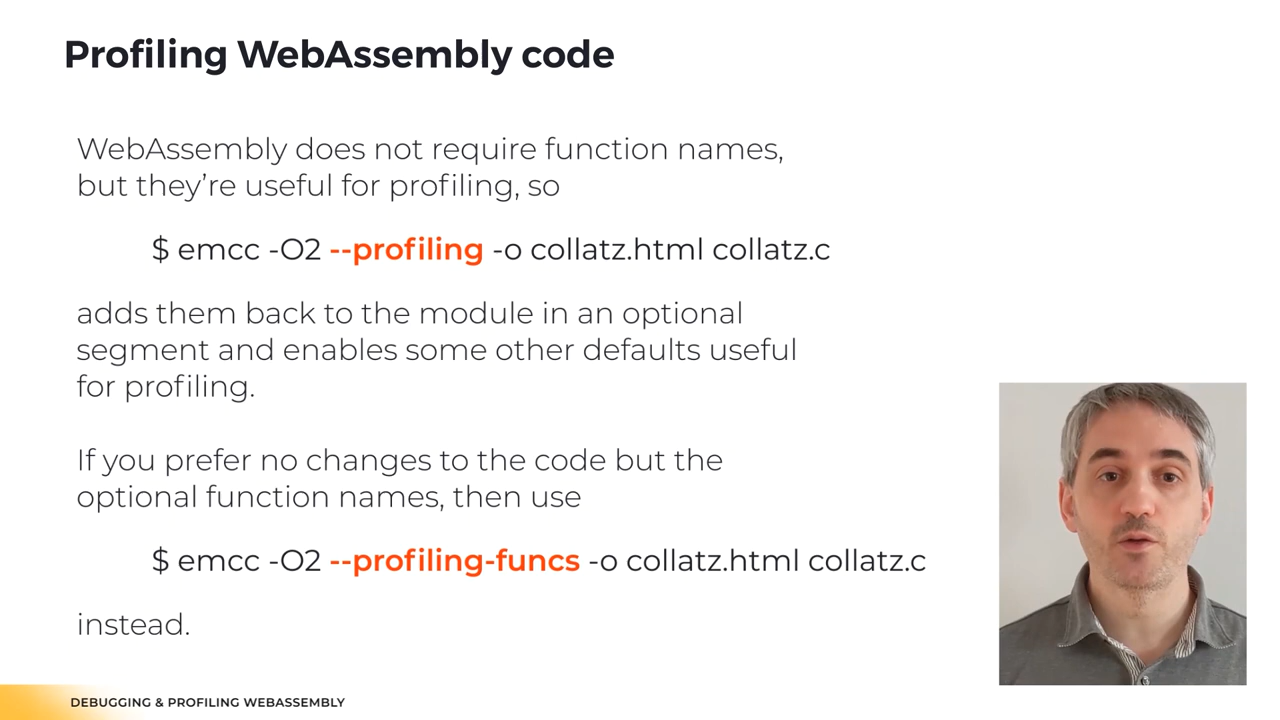 Profiling WebAssembly code
WebAssembly does not require function names,
but they’re useful for profiling, so
$ emcc -O2 --profiling -o collatz.html collatz.c
adds them back to the module in an optional
segment and enables some other defaults useful
for profiling.
If you prefer no changes to the code but the
optional function names, then use
$ emcc -O2 --profiling-funcs -o collatz.html collatz.c
instead.
DEBUGGING & PROFILING WEBASSEMBLY